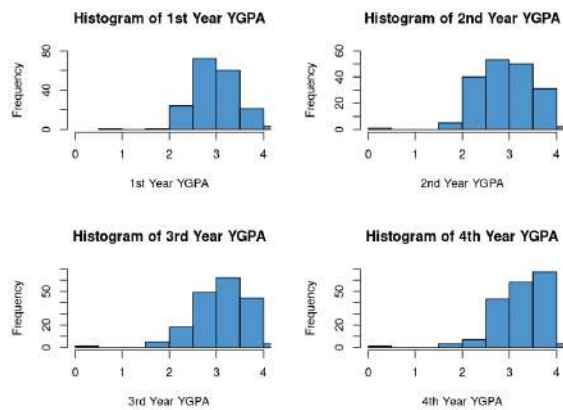 Histogram of 1st Year YGPA
Frequency
0 40 80
0 1 2 3 4
1st Year YGPA
Histogram of 2nd Year YGPA
Frequency
0 20 40 60
0 1 2 3 4
2nd Year YGPA
Histogram of 3rd Year YGPA
Frequency
0 20 50
0 1 2 3 4
3rd Year YGPA
Histogram of 4th Year YGPA
Frequency
0 20 50
0 1 2 3 4
4th Year YGPA